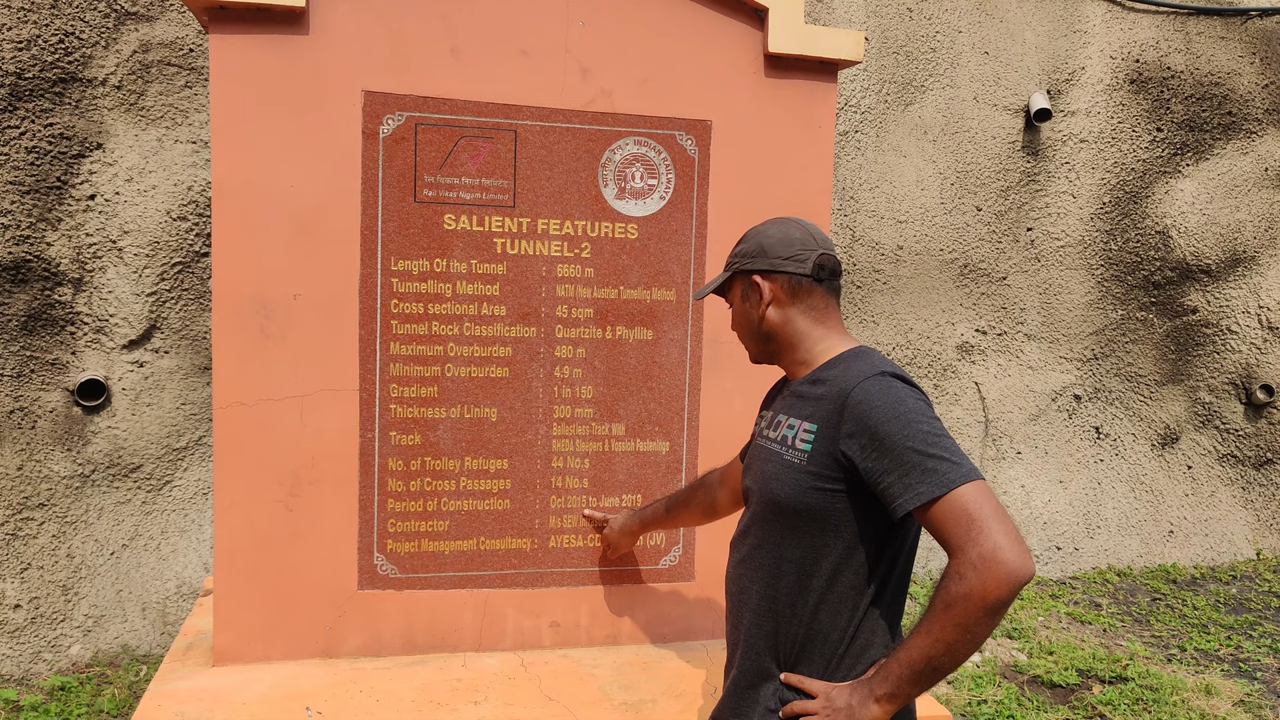 रेल विकास निगम लिमिटेड
Rail Vikas Nigam Limited
भारतीय रेल INDIAN RAILWAYS
SALIENT FEATURES
TUNNEL-2
Length Of the Tunnel : 6660 m
Tunnelling Method : NATM (New Austrian Tunnelling Method)
Cross sectional Area : 45 sqm
Tunnel Rock Classification : Quartzite & Phyllite
Maximum Overburden : 480 m
Minimum Overburden : 4.9 m
Gradient : 1 in 150
Thickness of Lining : 300 mm
Track : Ballastless Track With
RHEDA Sleepers & Vossloh Fastenings
No. of Trolley Refuges : 44 No.s
No. of Cross Passages : 14 No.s
Period of Construction : Oct 2015 to June 2019
Contractor : M/s SEW
Project Management Consultancy : AYESA- (JV)
PLORE